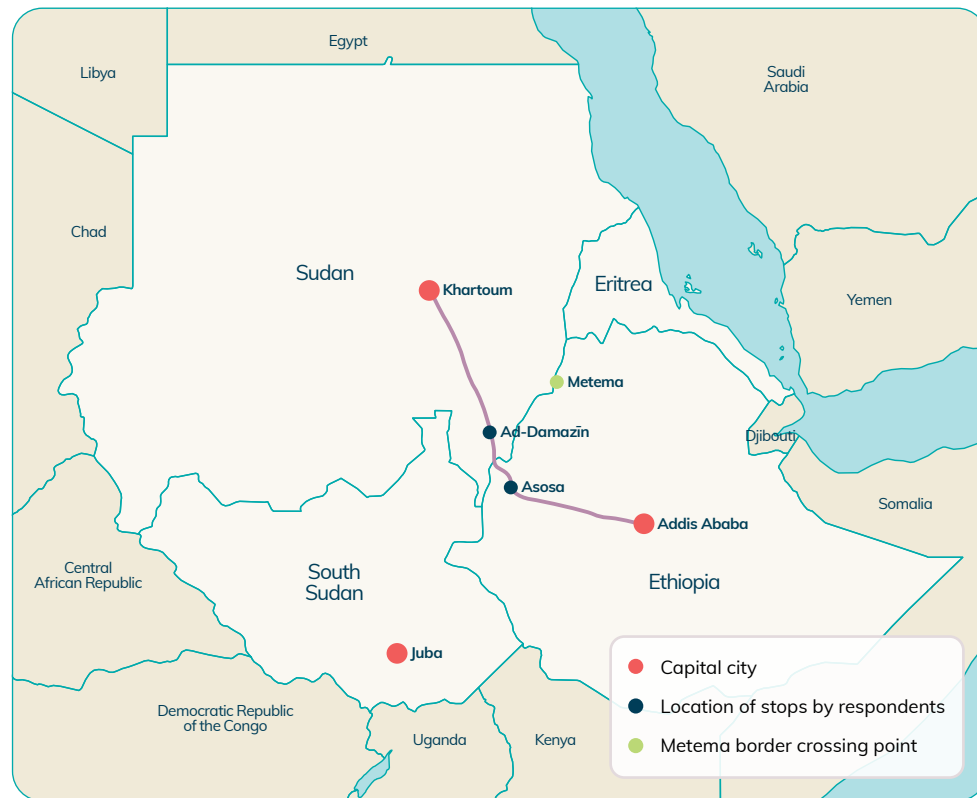 Egypt
Libya
Saudi
Arabia
Chad
Sudan
Khartoum
Eritrea
Yemen
Metema
Ad-Damazīn
Djibouti
Asosa
Somalia
Addis Ababa
Central
African Republic
South
Sudan
Ethiopia
Juba
Capital city
Location of stops by respondents
Metema border crossing point
Democratic Republic
of the Congo
Uganda
Kenya